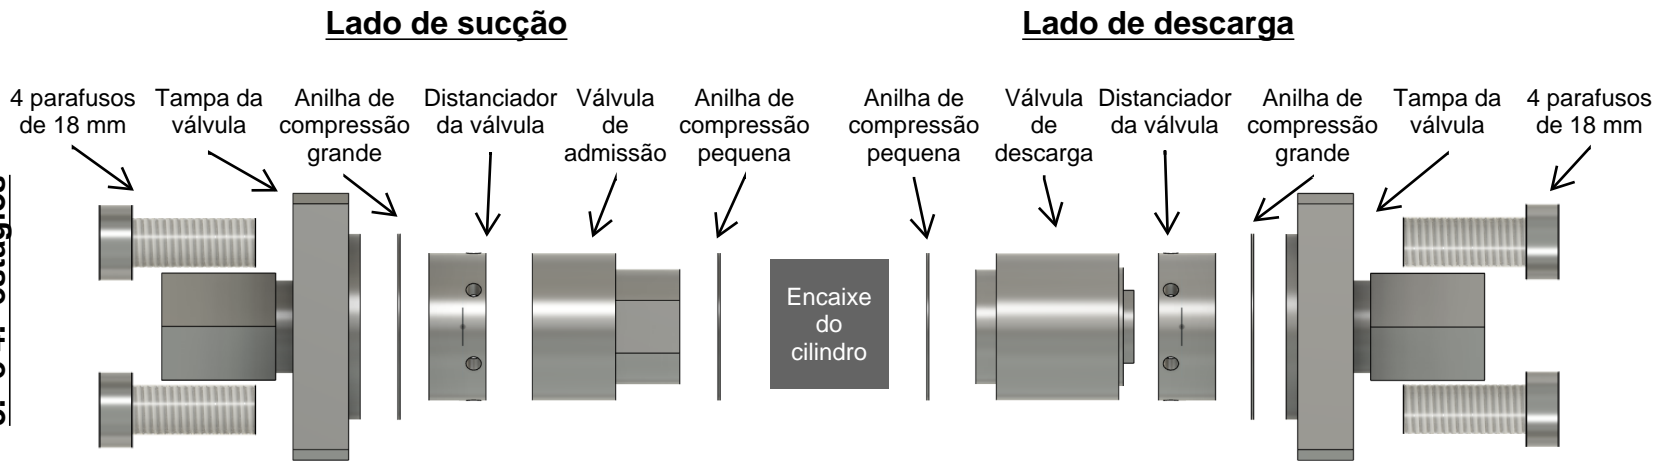 Lado de sucção
Lado de descarga
4 parafusos
de 18 mm
Tampa da
válvula
Anilha de
compressão
grande
Distanciador
da válvula
Válvula
de
admissão
Anilha de
compressão
pequena
Anilha de
compressão
pequena
Válvula
de
descarga
Distanciador
da válvula
Anilha de
compressão
grande
Tampa da
válvula
4 parafusos
de 18 mm
Encaixe
do
cilindro